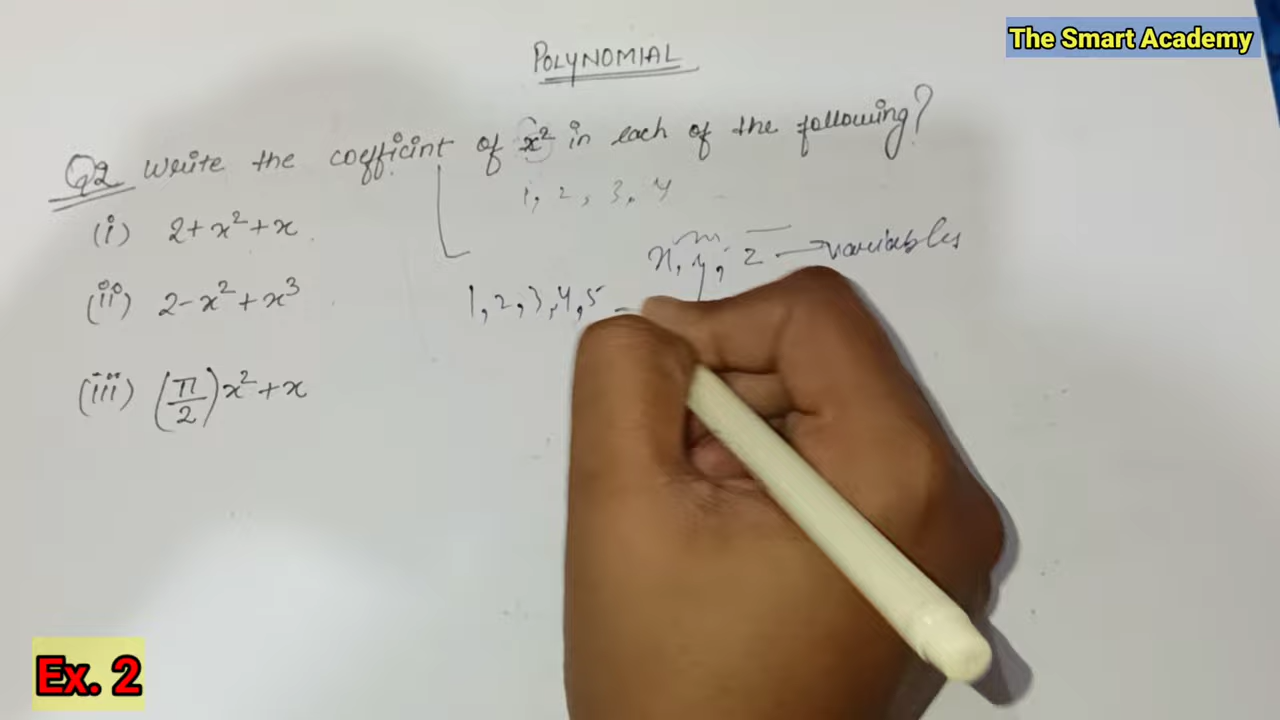 The Smart Academy
POLYNOMIAL
Q2 Write the cofficint of x² in each of the following?
1, 2, 3, 4
(i) 2+x²+x
x, y, z → variables
(ii) 2-x²+x³
1, 2, 3, 4, 5
(iii) (π/2)x²+x
Ex. 2